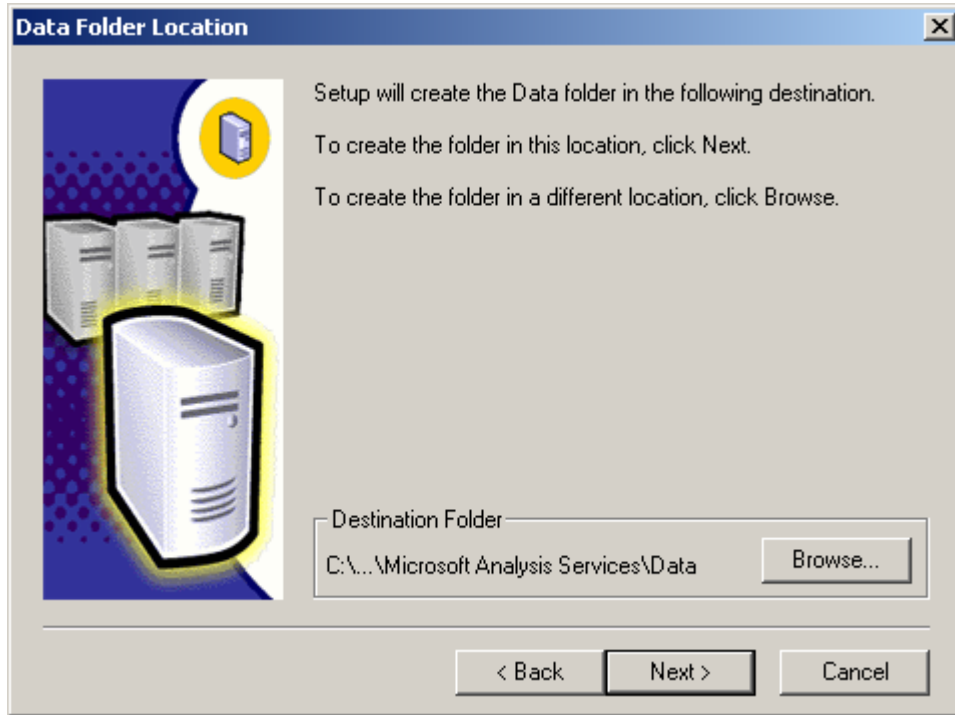 Data Folder Location
Setup will create the Data folder in the following destination.
To create the folder in this location, click Next.
To create the folder in a different location, click Browse.
Destination Folder
C:\...\Microsoft Analysis Services\Data
Browse...
< Back
Next >
Cancel